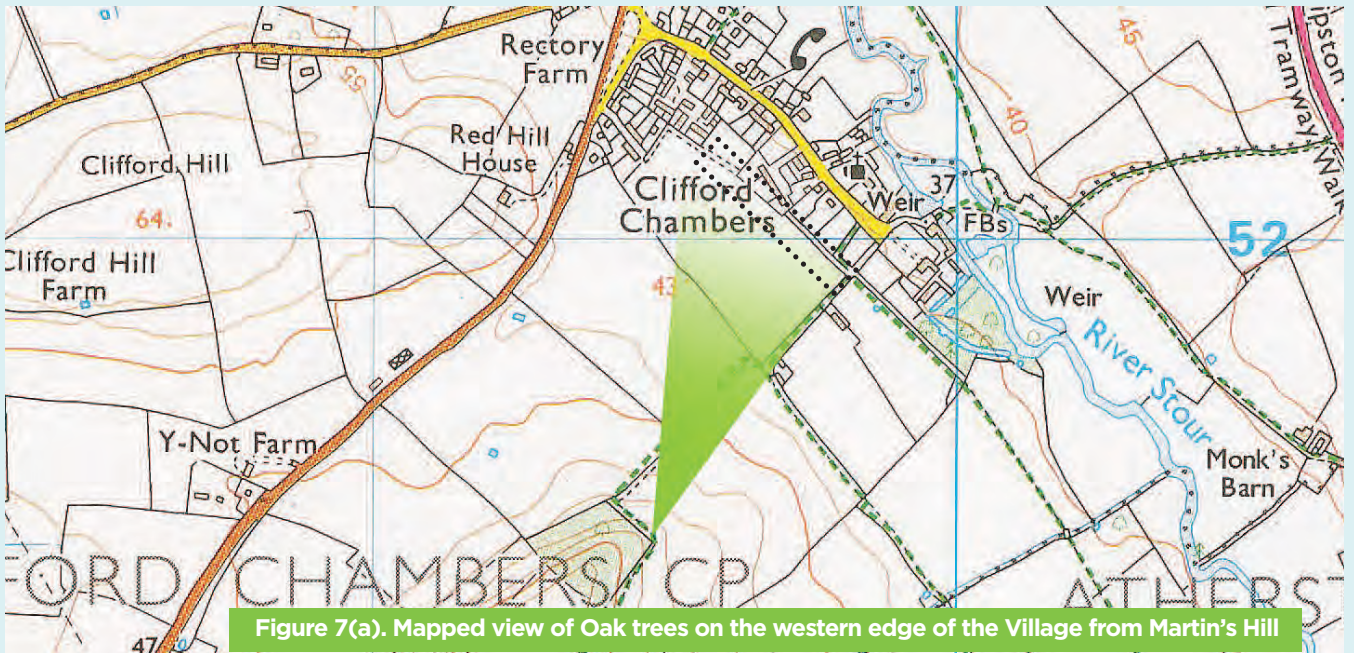 Rectory
Farm
Red Hill
House
Clifford Hill
64.
Clifford Hill
Farm
55
Clifford
Chambers
43
Weir
37
FBs
52
45
40
Tramway
Walk
Weir
River Stour
Monk's
Barn
Y-Not Farm
FORD CHAMBERS CP
ATHERST
47
Figure 7(a). Mapped view of Oak trees on the western edge of the Village from Martin's Hill